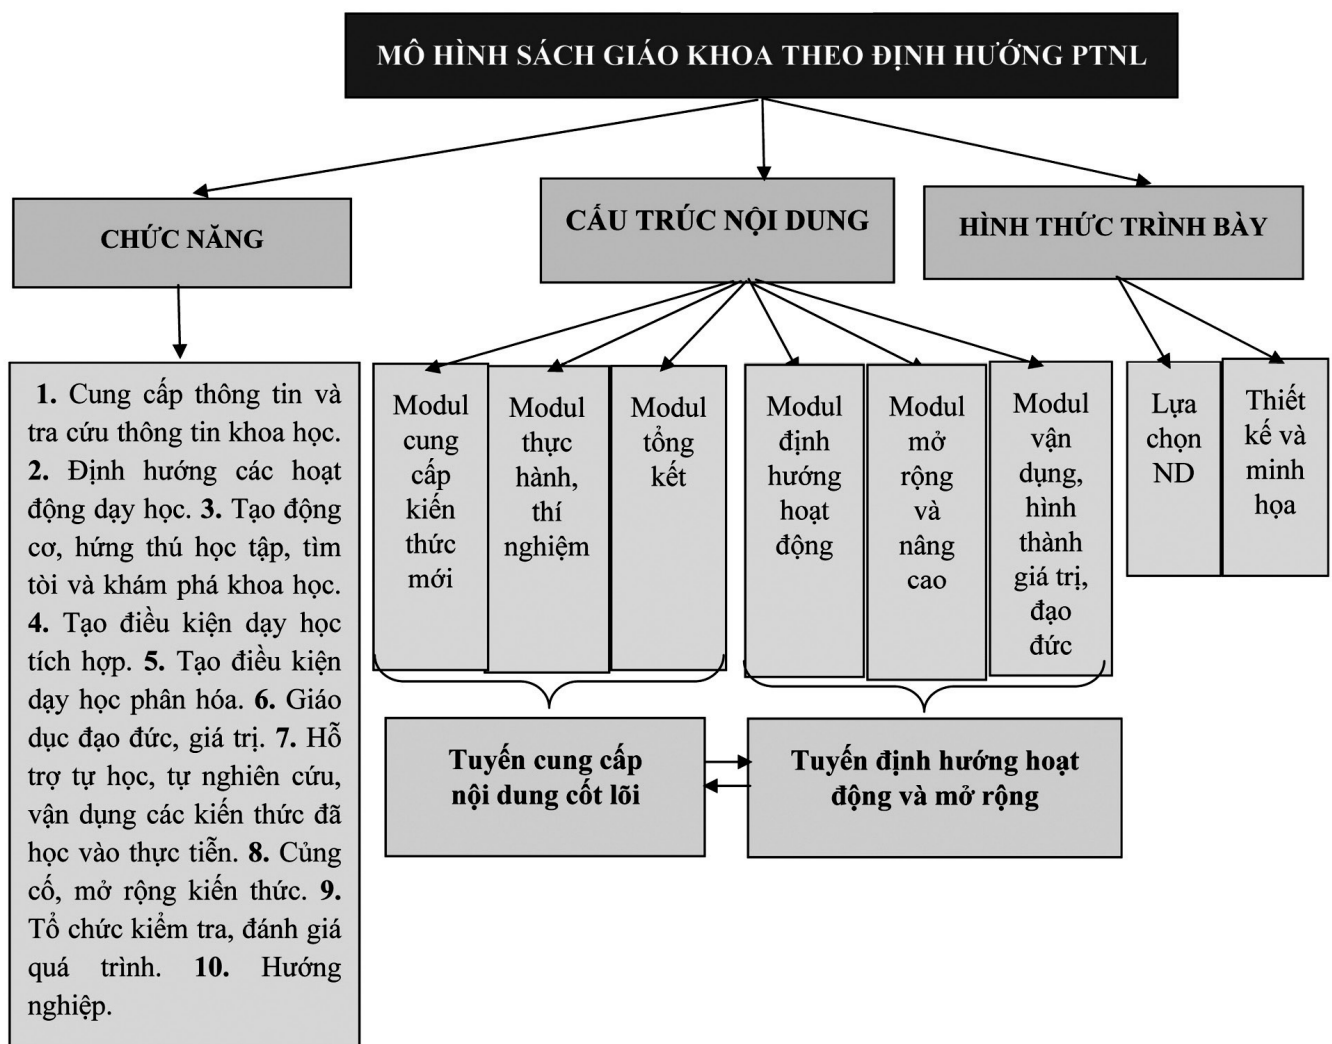 MÔ HÌNH SÁCH GIÁO KHOA THEO ĐỊNH HƯỚNG PTNL
CHỨC NĂNG
CẤU TRÚC NỘI DUNG
HÌNH THỨC TRÌNH BÀY
1. Cung cấp thông tin và
tra cứu thông tin khoa học.
2. Định hướng các hoạt
động dạy học. 3. Tạo động
cơ, hứng thú học tập, tìm
tòi và khám phá khoa học.
4. Tạo điều kiện dạy học
tích hợp. 5. Tạo điều kiện
dạy học phân hóa. 6. Giáo
dục đạo đức, giá trị. 7. Hỗ
trợ tự học, tự nghiên cứu,
vận dụng các kiến thức đã
học vào thực tiễn. 8. Củng
cố, mở rộng kiến thức. 9.
Tổ chức kiểm tra, đánh giá
quá trình. 10. Hướng
nghiệp.
Modul
cung
cấp
kiến
thức
mới
Modul
thực
hành,
thí
nghiệm
Modul
tổng
kết
Modul
định
hướng
hoạt
động
Modul
mở
rộng
và
nâng
cao
Modul
vận
dụng,
hình
thành
giá trị,
đạo
đức
Lựa
chọn
ND
Thiết
kế và
minh
họa
Tuyến cung cấp
nội dung cốt lõi
Tuyến định hướng hoạt
động và mở rộng